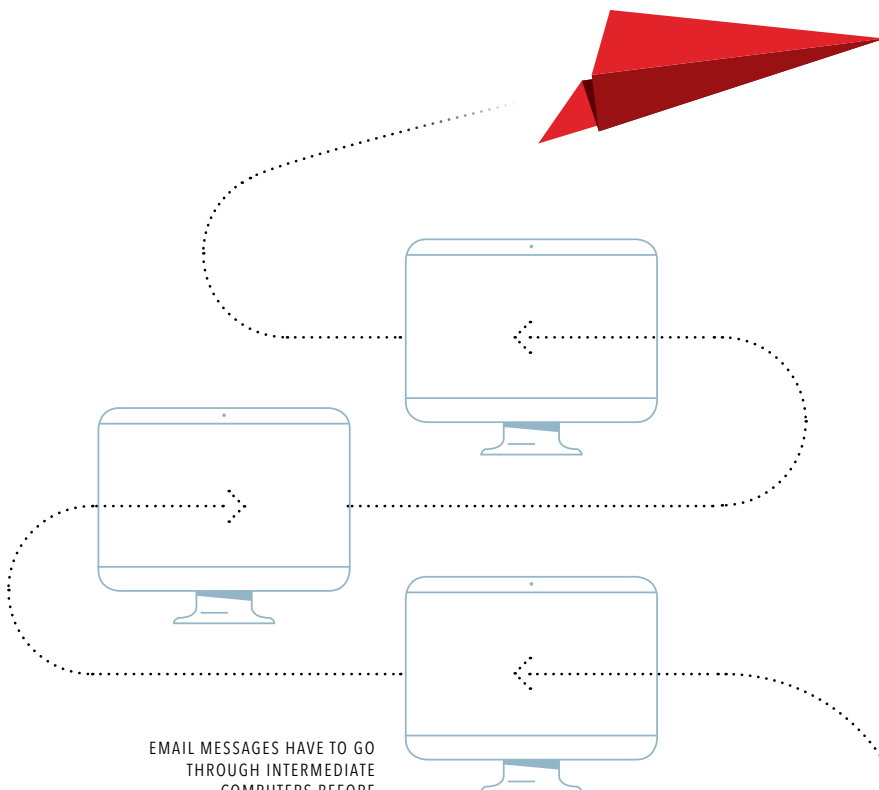 EMAIL MESSAGES HAVE TO GO
THROUGH INTERMEDIATE
COMPUTERS BEFORE